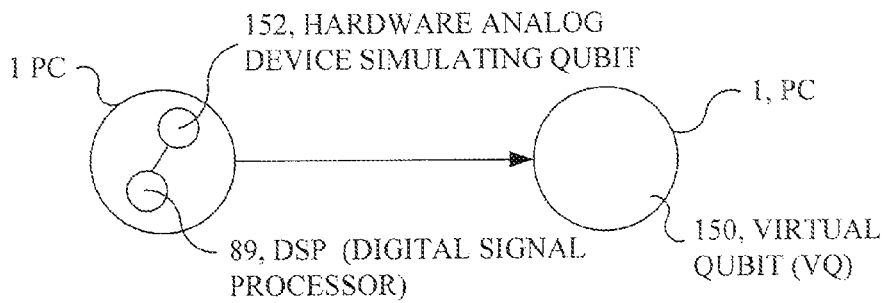 152, HARDWARE ANALOG
DEVICE SIMULATING QUBIT
1 PC
1, PC
89, DSP (DIGITAL SIGNAL
PROCESSOR)
150, VIRTUAL
QUBIT (VQ)